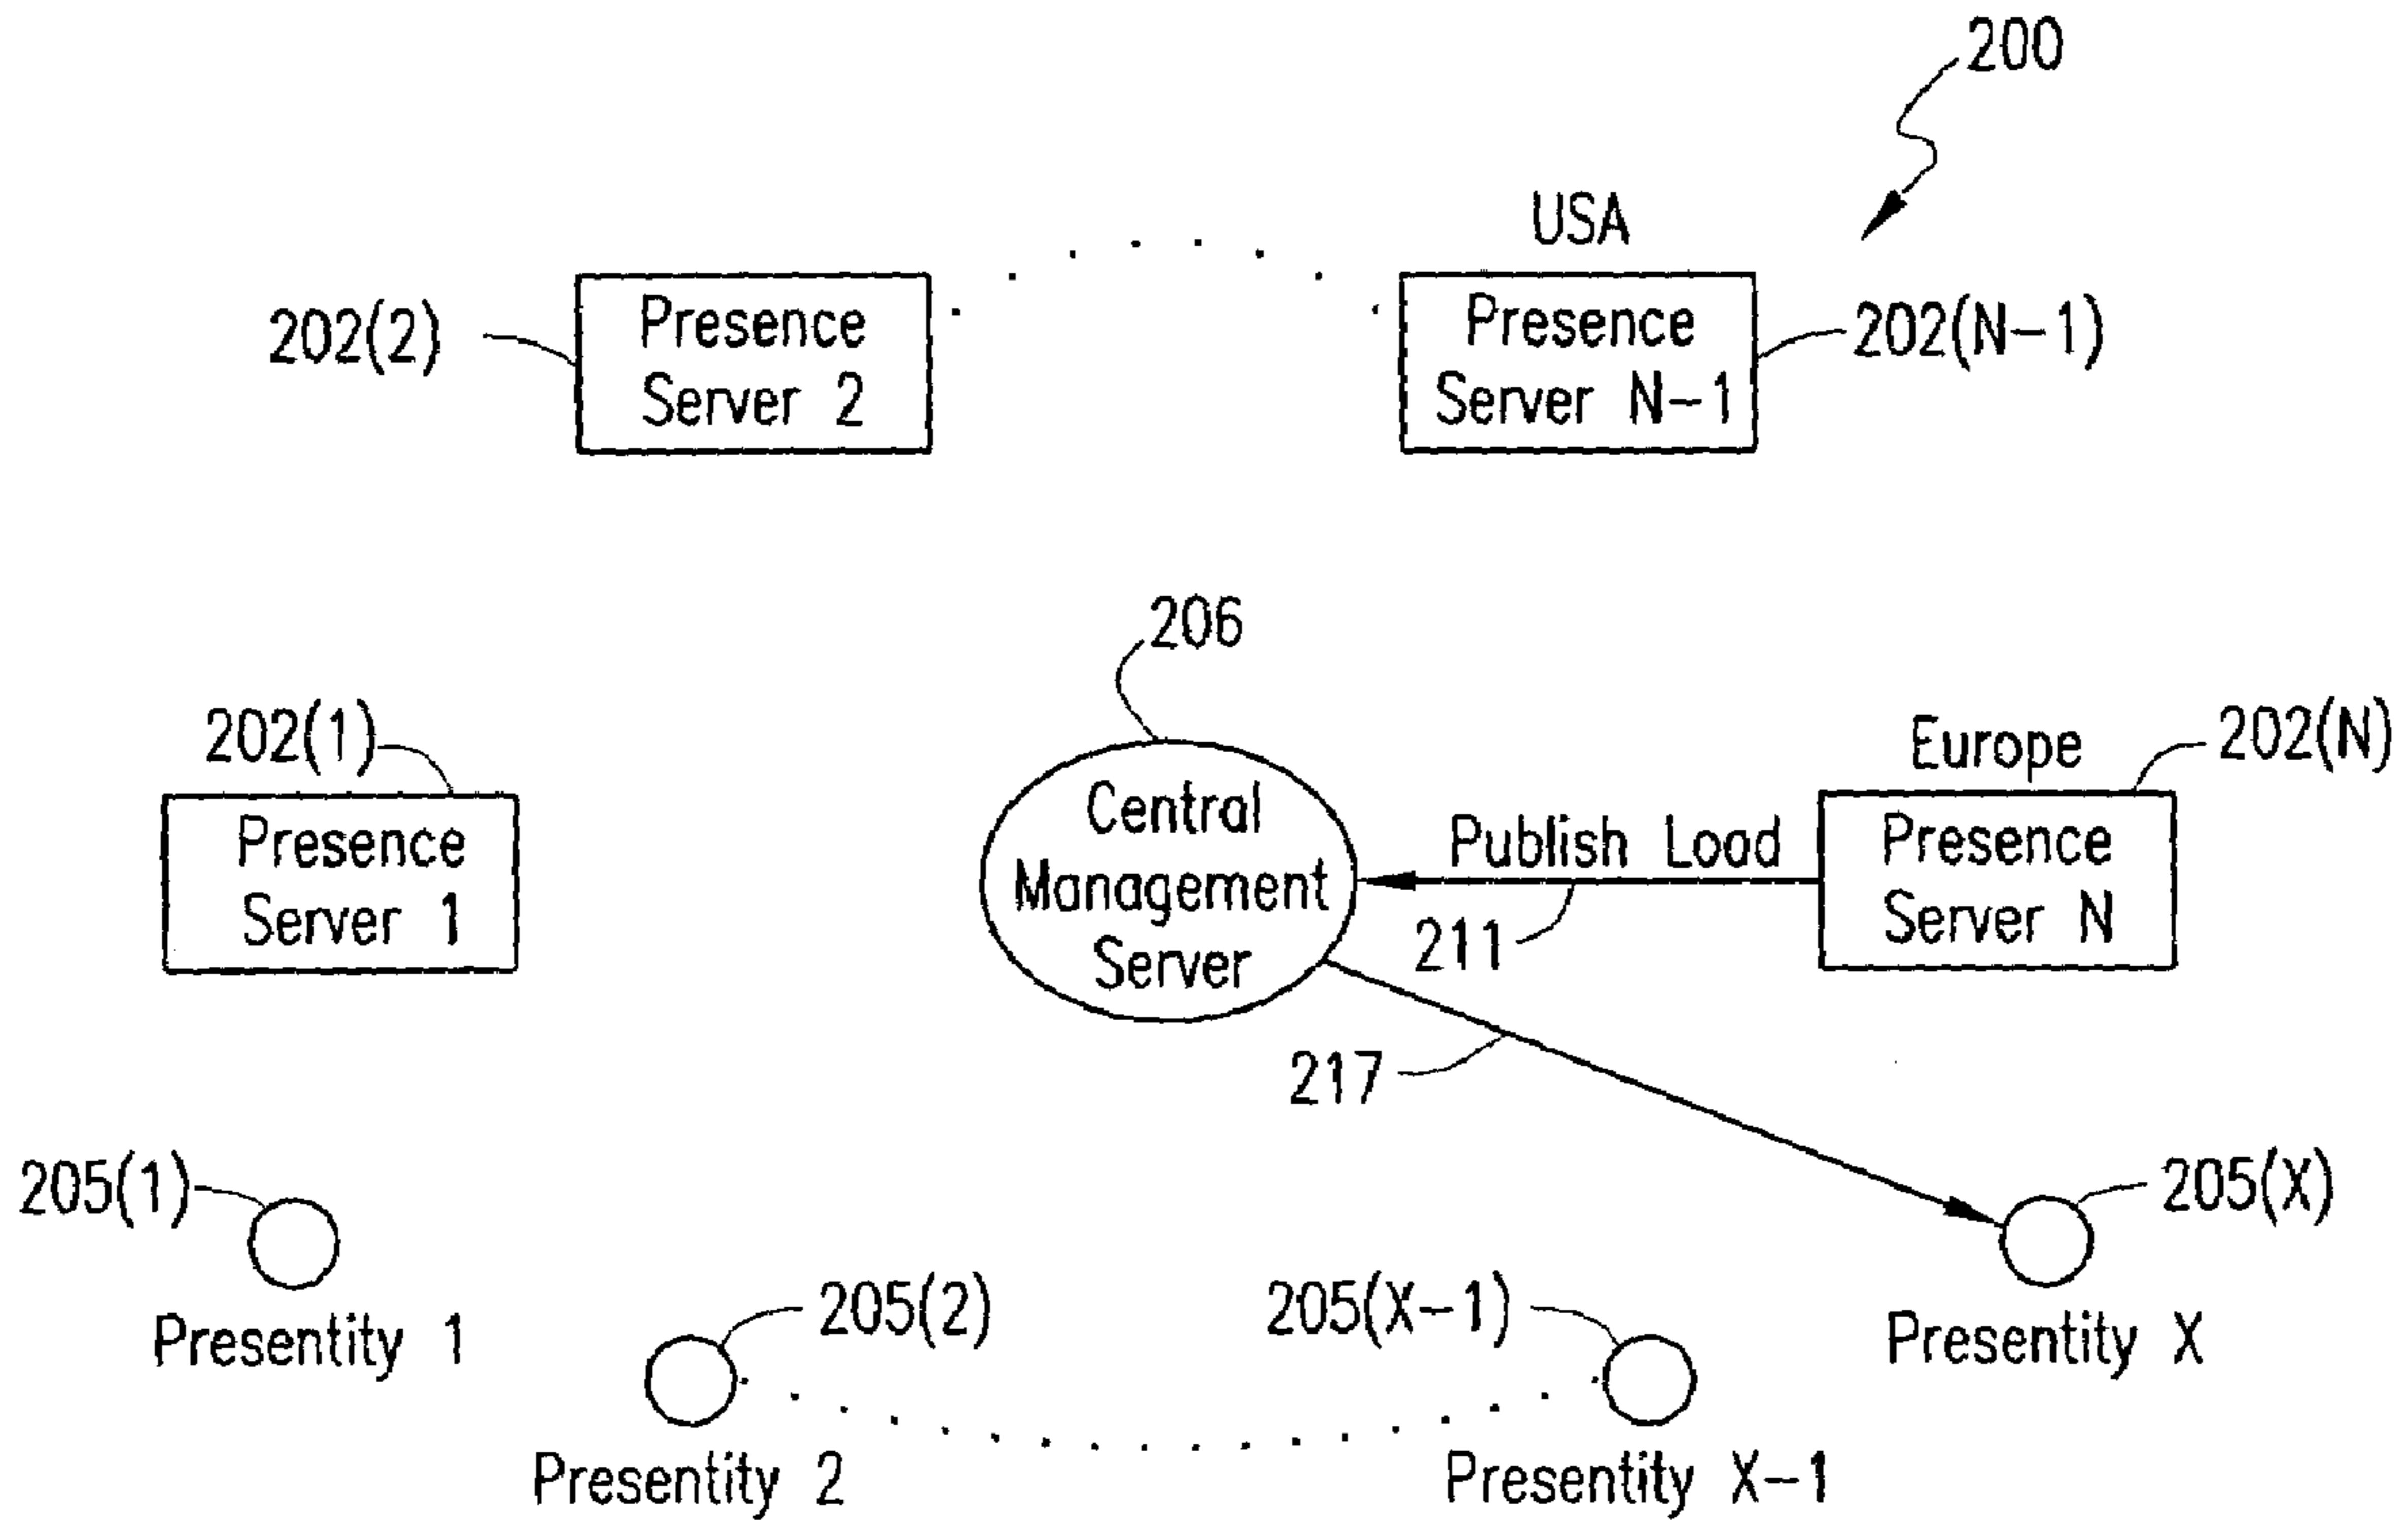 200
USA
202(2)
Presence
Server 2
Presence
Server N-1
202(N-1)
206
202(1)
Presence
Server 1
Central
Management
Server
Publish Load
211
Europe
202(N)
Presence
Server N
217
205(1)
Presentity 1
205(2)
Presentity 2
205(X-1)
Presentity X-1
205(X)
Presentity X